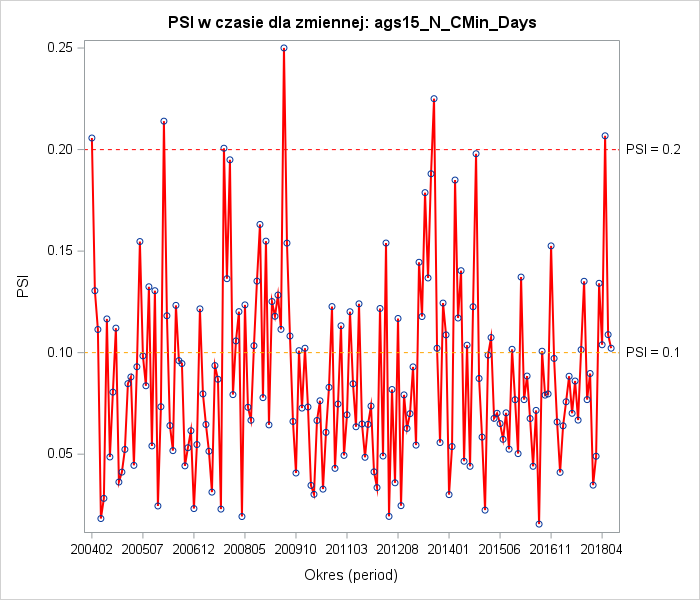 PSI w czasie dla zmiennej: ags15_N_CMin_Days
0.25
0.20
0.15
0.10
0.05
PSI
PSI = 0.2
PSI = 0.1
200402 200507 200612 200805 200910 201103 201208 201401 201506 201611 201804
Okres (period)